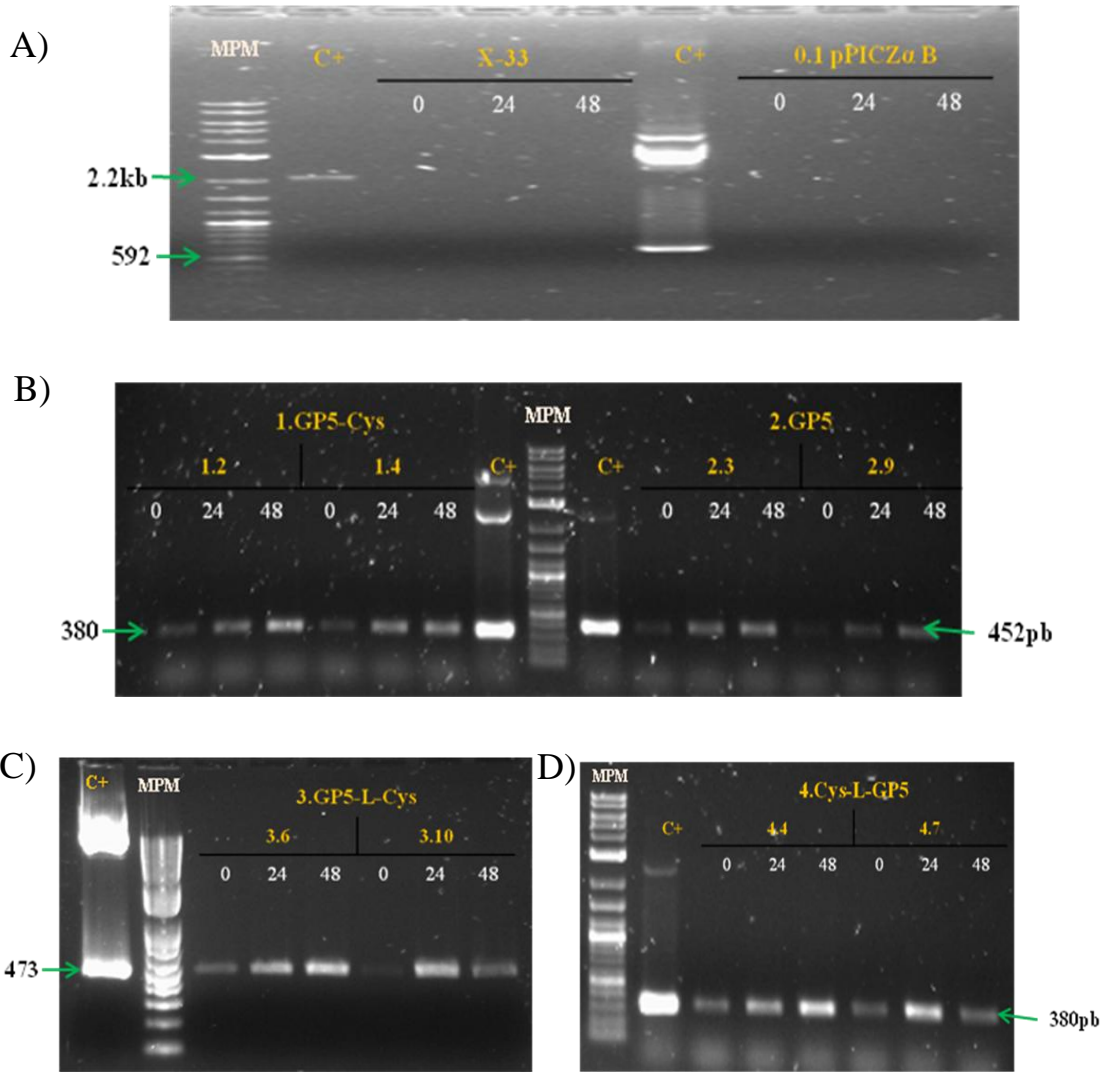 A)
MPM C+ X-33 C+ 0.1 pPICZα B
0 24 48 0 24 48
2.2kb
592
B)
1.GP5-Cys MPM 2.GP5
1.2 1.4 C+ C+ 2.3 2.9
0 24 48 0 24 48 0 24 48 0 24 48
380 452pb
C)
C+ MPM 3.GP5-L-Cys
3.6 3.10
0 24 48 0 24 48
473
D)
MPM 4.Cys-L-GP5
C+ 4.4 4.7
0 24 48 0 24 48
380pb